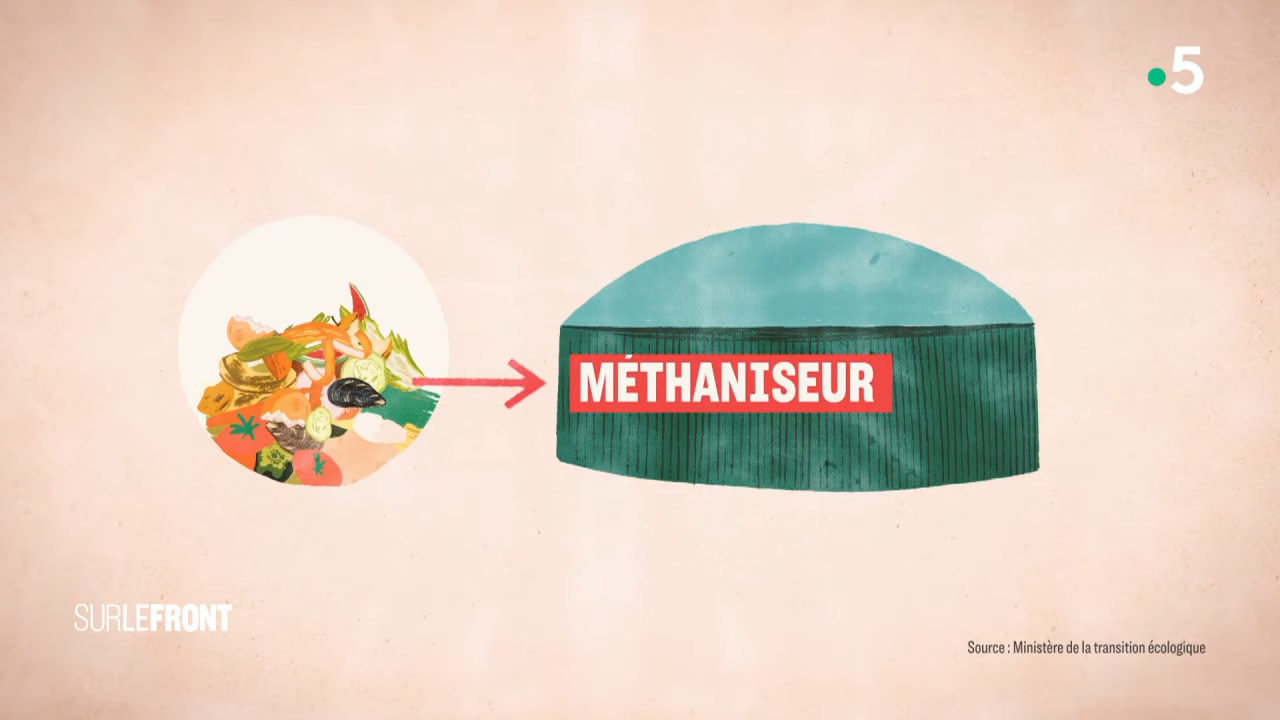 5
MÉTHANISEUR
SURLEFRONT
Source : Ministère de la transition écologique